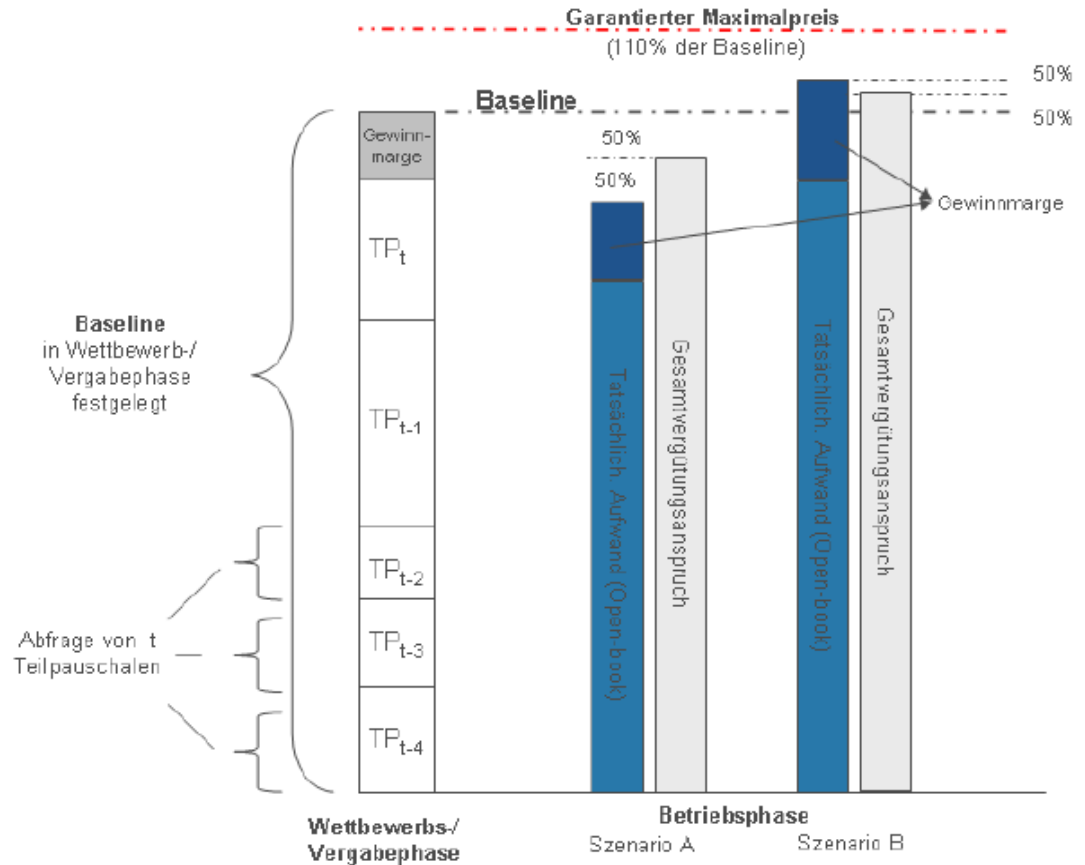 Garantierter Maximalpreis
(110% der Baseline)
50%
50%
Baseline
Gewinn-
marge
50%
50%
Gewinnmarge
TPt
TPt-1
TPt-2
TPt-3
TPt-4
Baseline
in Wettbewerb-/
Vergabephase
festgelegt
Abfrage von t
Teilpauschalen
Tatsächlich. Aufwand (Open-book)
Gesamtvergütungsanspruch
Tatsächlich. Aufwand (Open-book)
Gesamtvergütungsanspruch
Wettbewerbs-/
Vergabephase
Betriebsphase
Szenario A
Szenario B